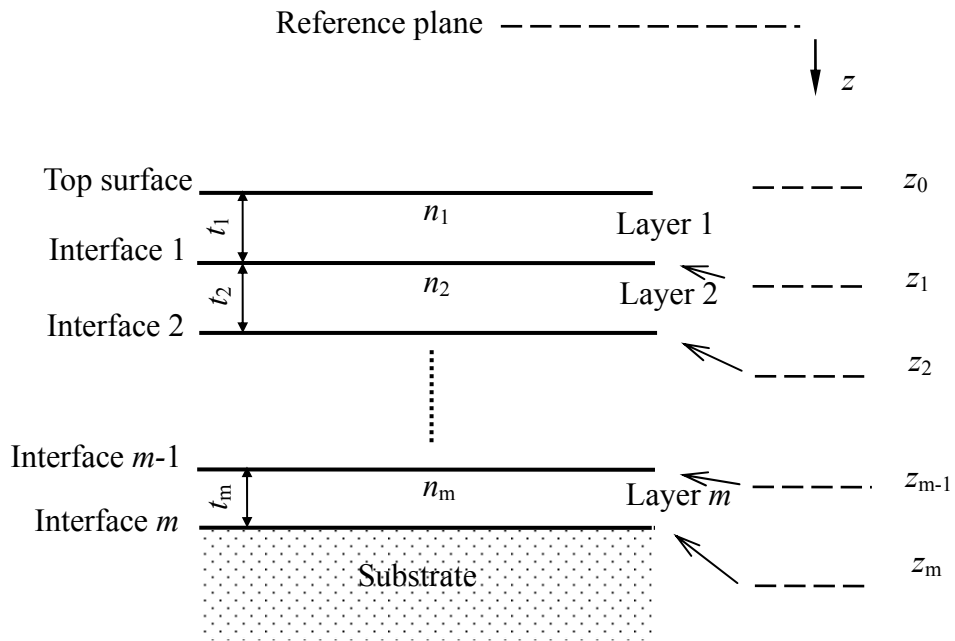 Reference plane
z
Top surface
z0
t1
n1
Layer 1
Interface 1
z1
t2
n2
Layer 2
Interface 2
z2
Interface m-1
zm-1
tm
nm
Layer m
Interface m
zm
Substrate